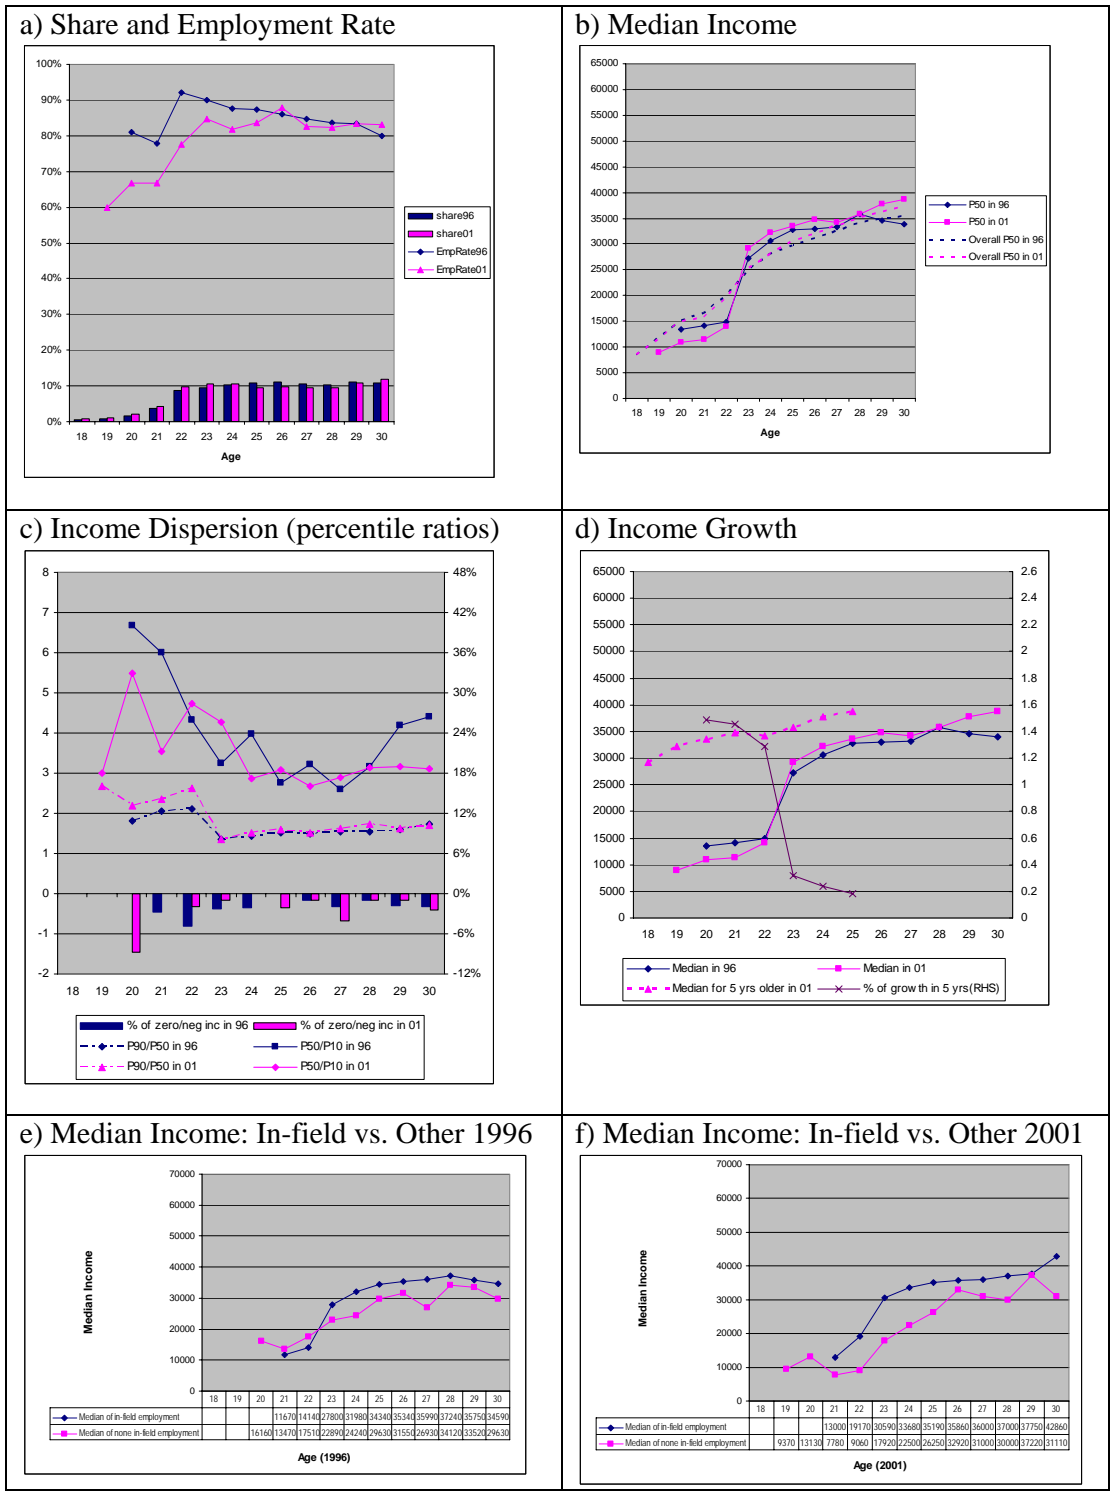 a) Share and Employment Rate
100%
90%
80%
70%
60%
50%
40%
30%
20%
10%
0%
18 19 20 21 22 23 24 25 26 27 28 29 30
Age
share96
share01
EmpRate96
EmpRate01
b) Median Income
65000
60000
55000
50000
45000
40000
35000
30000
25000
20000
15000
10000
5000
0
18 19 20 21 22 23 24 25 26 27 28 29 30
Age
P50 in 96
P50 in 01
Overall P50 in 96
Overall P50 in 01
c) Income Dispersion (percentile ratios)
8 48%
7 42%
6 36%
5 30%
4 24%
3 18%
2 12%
1 6%
0 0%
-1 -6%
-2 -12%
18 19 20 21 22 23 24 25 26 27 28 29 30
% of zero/neg inc in 96 % of zero/neg inc in 01
P90/P50 in 96 P50/P10 in 96
P90/P50 in 01 P50/P10 in 01
d) Income Growth
65000 2.6
60000 2.4
55000 2.2
50000 2
45000 1.8
40000 1.6
35000 1.4
30000 1.2
25000 1
20000 0.8
15000 0.6
10000 0.4
5000 0.2
0 0
18 19 20 21 22 23 24 25 26 27 28 29 30
Median in 96 Median in 01
Median for 5 yrs older in 01 % of growth in 5 yrs(RHS)
e) Median Income: In-field vs. Other 1996
Median Income
70000
60000
50000
40000
30000
20000
10000
0
18 19 20 21 22 23 24 25 26 27 28 29 30
Median of in-field employment 11670 14140 27800 31980 34340 35340 35990 37240 35750 34590
Median of none in-field employment 16160 13470 17510 22890 24240 29630 31550 26930 34120 33520 29630
Age (1996)
f) Median Income: In-field vs. Other 2001
Median Income
70000
60000
50000
40000
30000
20000
10000
0
18 19 20 21 22 23 24 25 26 27 28 29 30
Median of in-field employment 13000 19170 30590 33680 35190 35860 36000 37000 37750 42860
Median of none in-field employment 9370 13130 7780 9060 17920 22500 26250 32920 31000 30000 37220 31110
Age (2001)